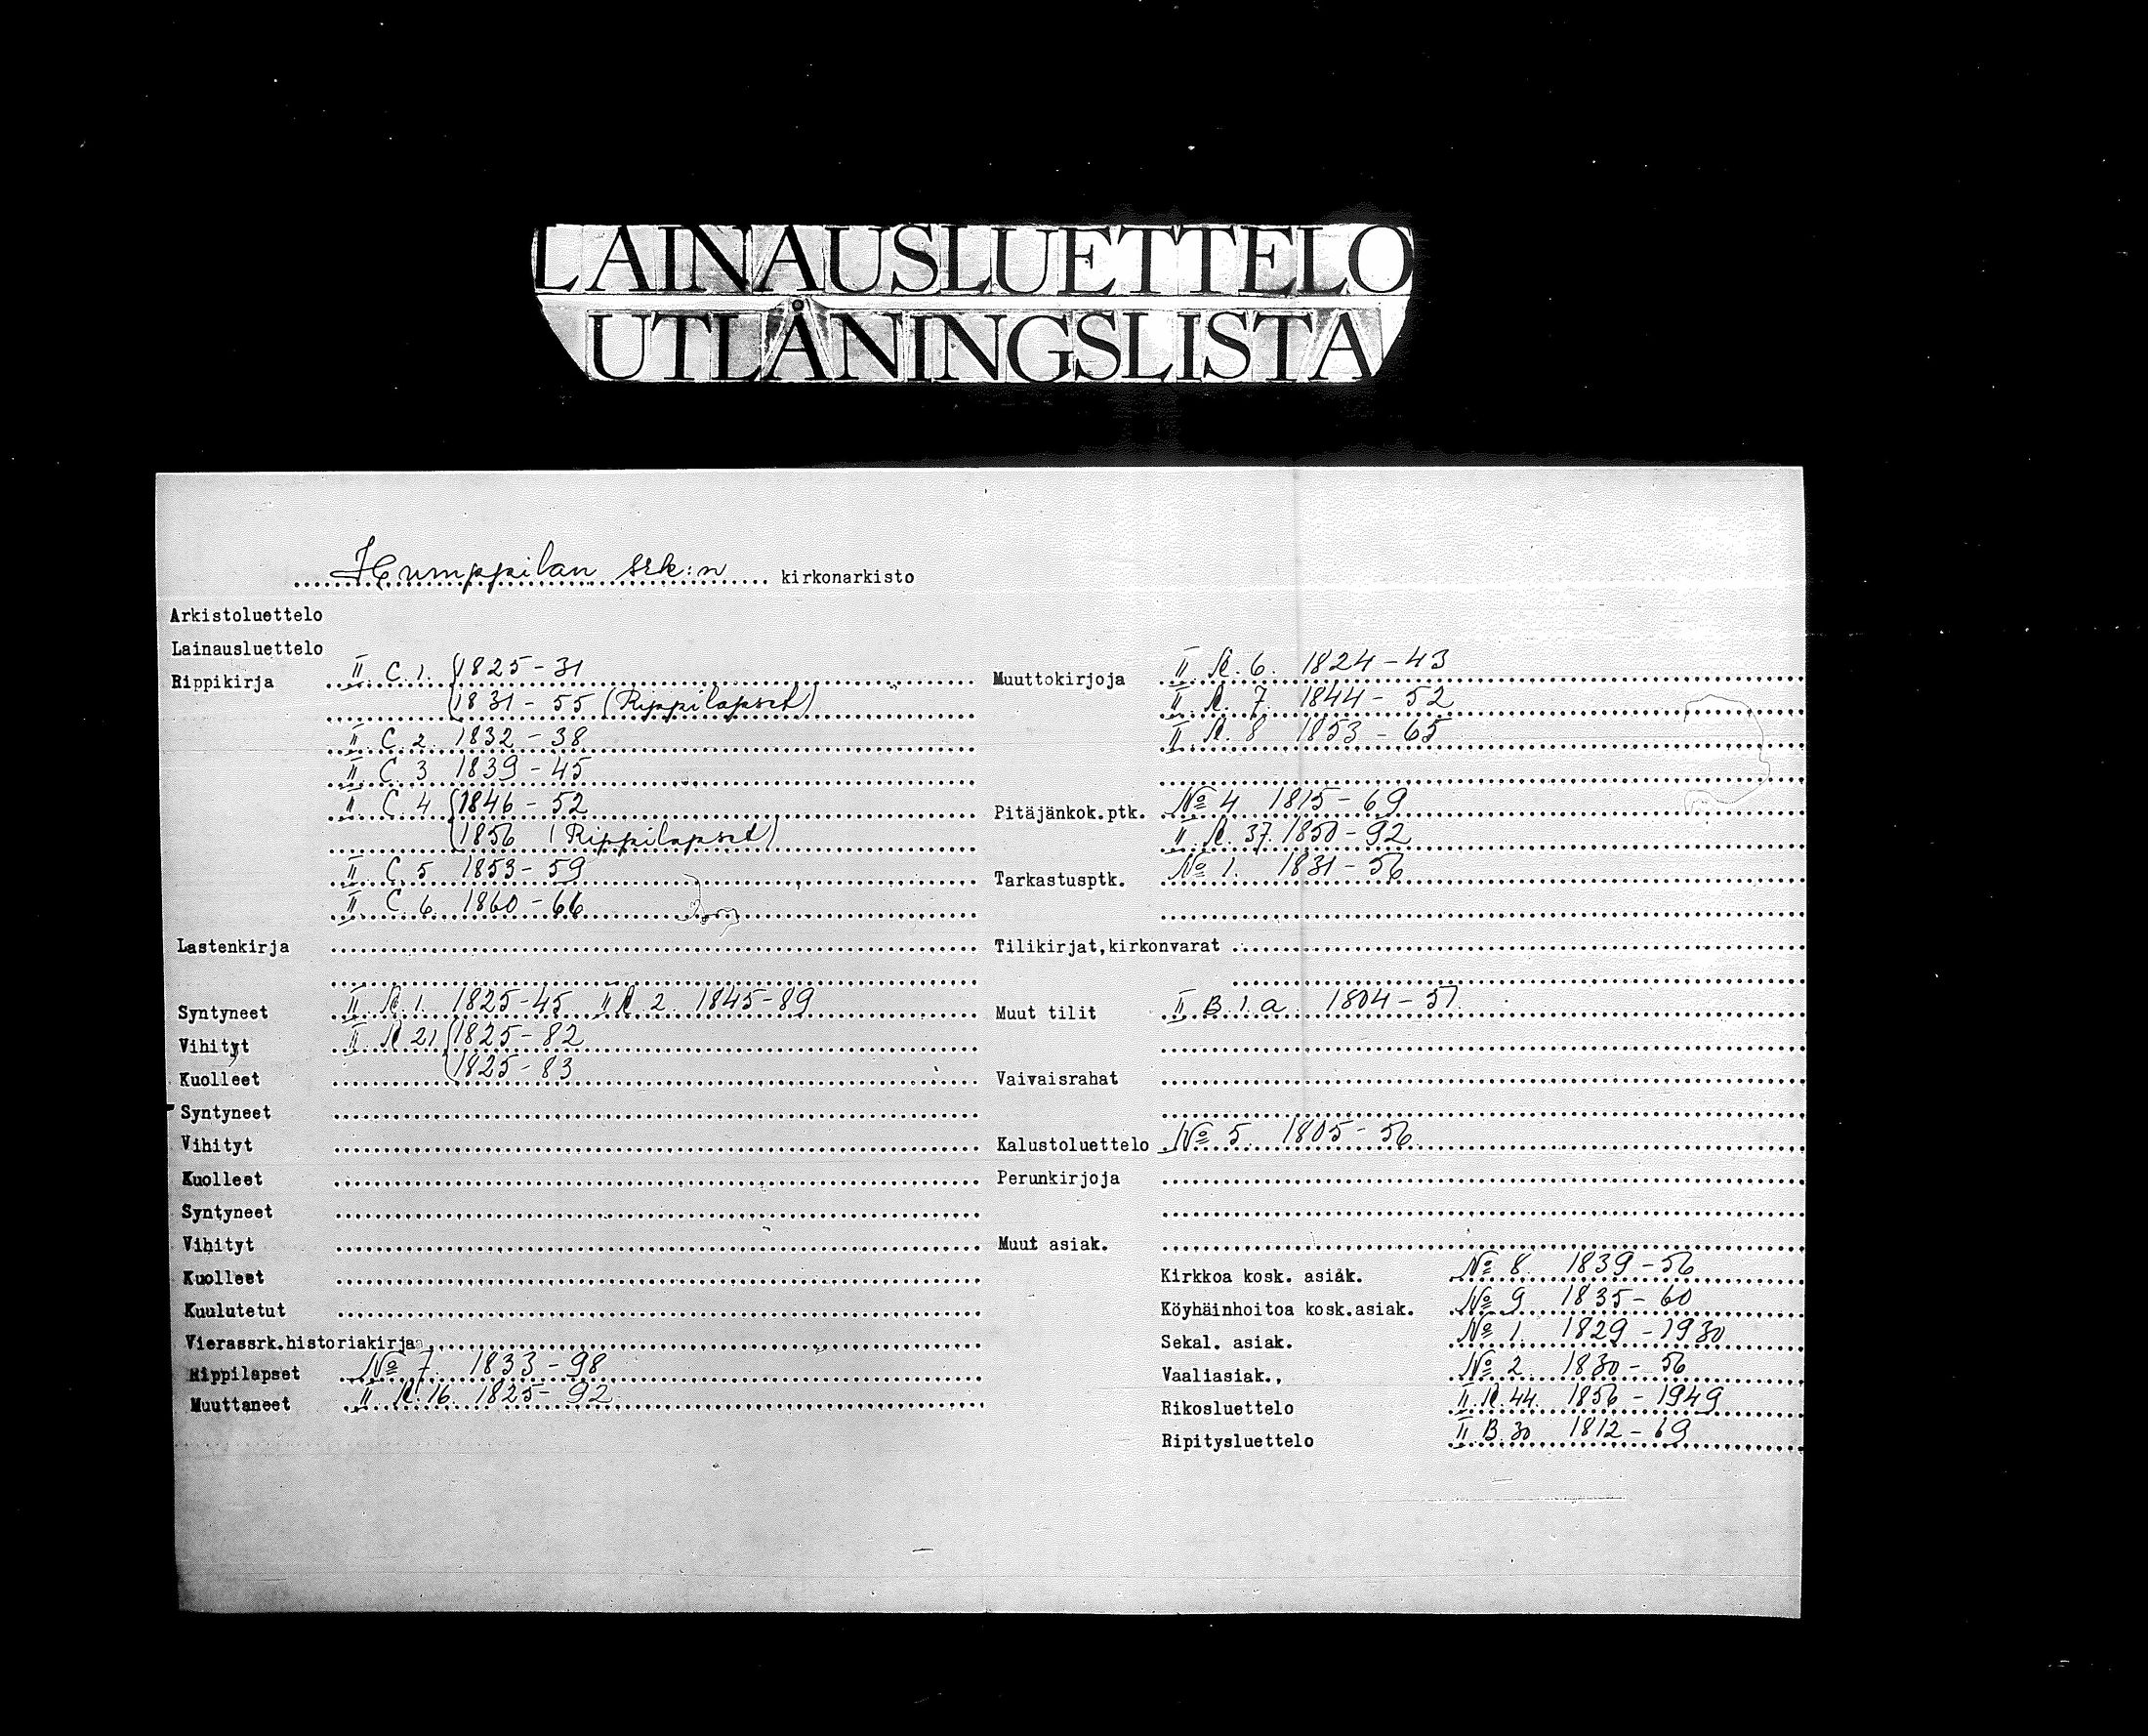 LAINAUSLUETTELO
UTLÅNINGSLISTA
Humppilan srk:n kirkonarkisto
Arkistoluettelo
Lainausluettelo
Rippikirja II C. 1. 1825-31
1831-55 (Rippilapset)
II C. 2. 1832-38
II C. 3 1839-45
II C. 4 1846-52
1856 (Rippilapset)
II C. 5 1853-59
II C. 6 1860-66
Lastenkirja
Syntyneet II A. 1. 1825-45 II A 2. 1845-89
Vihityt II A 21 1825-82
Kuolleet 1825-83
Syntyneet
Vihityt
Kuolleet
Syntyneet
Vihityt
Kuolleet
Kuulutetut
Vierassrk.historiakirjaa
Rippilapset No 7. 1833-98
Muuttaneet II A. 16. 1825-92
Muuttokirjoja II A. 6. 1824-43
II A. 7. 1844-52
II A. 8 1853-65
Pitäjänkok.ptk. No 4 1815-69
II A. 37. 1850-92
Tarkastusptk. No 1. 1831-56
Tilikirjat,kirkonvarat
Muut tilit II B. 1. a. 1804-57.
Vaivaisrahat
Kalustoluettelo No 5. 1805-56
Perunkirjoja
Muut asiak.
Kirkkoa kosk. asiak. No 8. 1839-56
Köyhäinhoitoa kosk.asiak. No 9 1835-60
Sekal. asiak. No 1. 1829-1930
Vaaliasiak., No 2. 1830-56
Rikosluettelo II. A. 44. 1856-1949
Ripitysluettelo II B. 30 1812-69